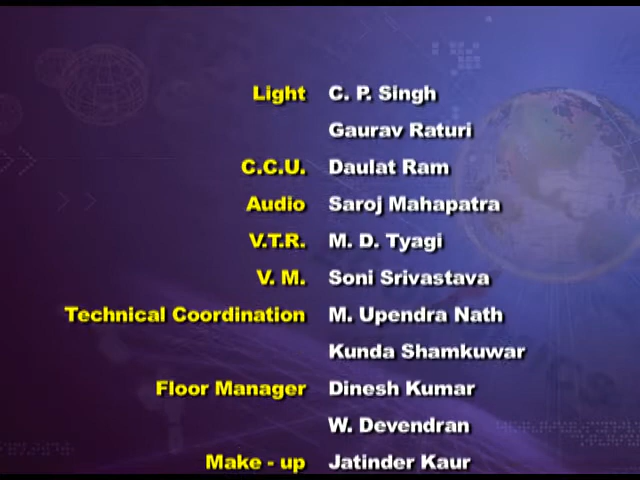 Light C. P. Singh
Gaurav Raturi
C.C.U. Daulat Ram
Audio Saroj Mahapatra
V.T.R. M. D. Tyagi
V. M. Soni Srivastava
Technical Coordination M. Upendra Nath
Kunda Shamkuwar
Floor Manager Dinesh Kumar
W. Devendran
Make - up Jatinder Kaur